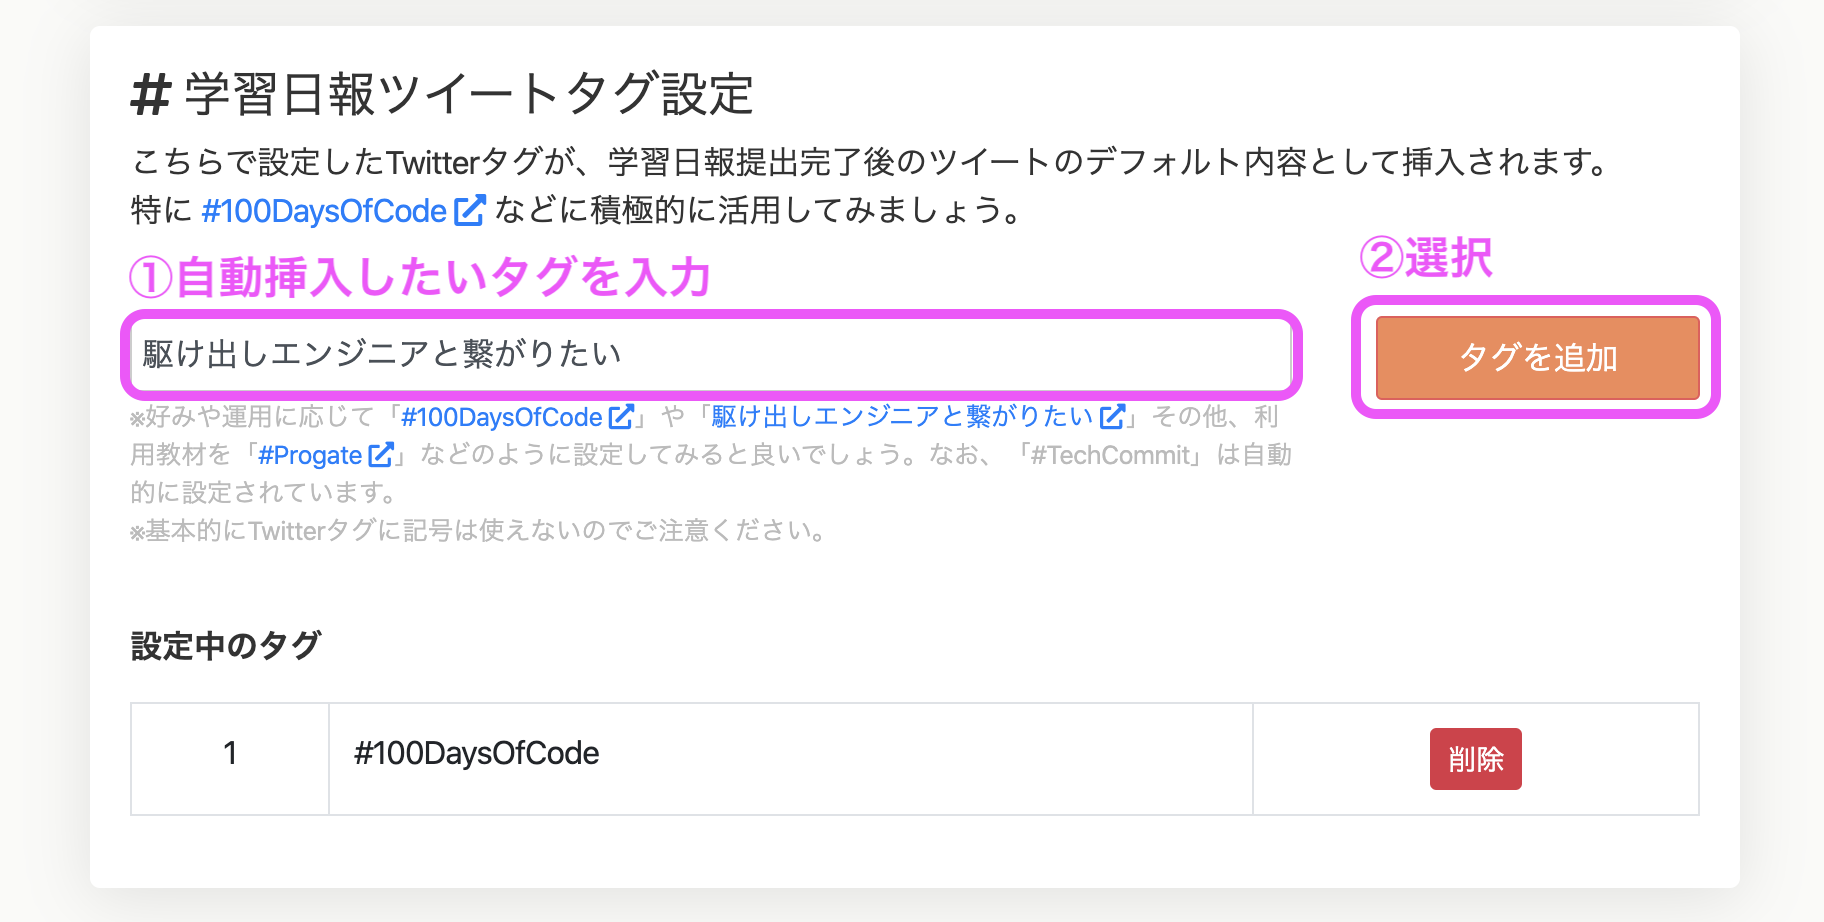 # 学習日報ツイートタグ設定
こちらで設定したTwitterタグが、学習日報提出完了後のツイートのデフォルト内容として挿入されます。
特に #100DaysOfCode などに積極的に活用してみましょう。
①自動挿入したいタグを入力
②選択
駆け出しエンジニアと繋がりたい
タグを追加
※好みや運用に応じて「#100DaysOfCode」や「駆け出しエンジニアと繋がりたい」その他、利
用教材を「#Progate」などのように設定してみると良いでしょう。なお、「#TechCommit」は自動
的に設定されています。
※基本的にTwitterタグに記号は使えないのでご注意ください。
設定中のタグ
1 #100DaysOfCode 削除